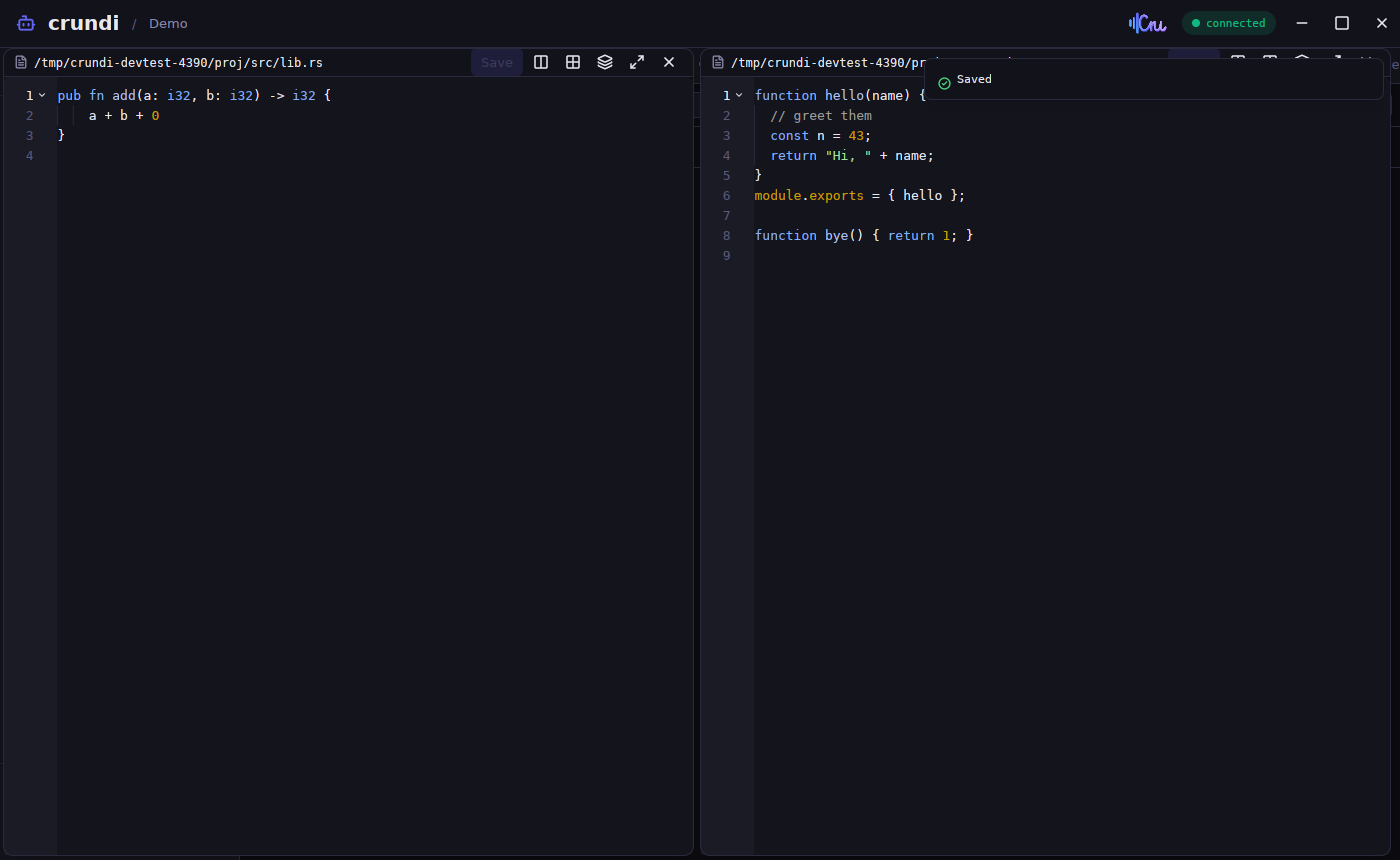 crundi / Demo
Cru
connected
/tmp/crundi-devtest-4390/proj/src/lib.rs
Save
1 pub fn add(a: i32, b: i32) -> i32 {
2 a + b + 0
3 }
4
/tmp/crundi-devtest-4390/pr
Saved
1 function hello(name) {
2 // greet them
3 const n = 43;
4 return "Hi, " + name;
5 }
6 module.exports = { hello };
7
8 function bye() { return 1; }
9